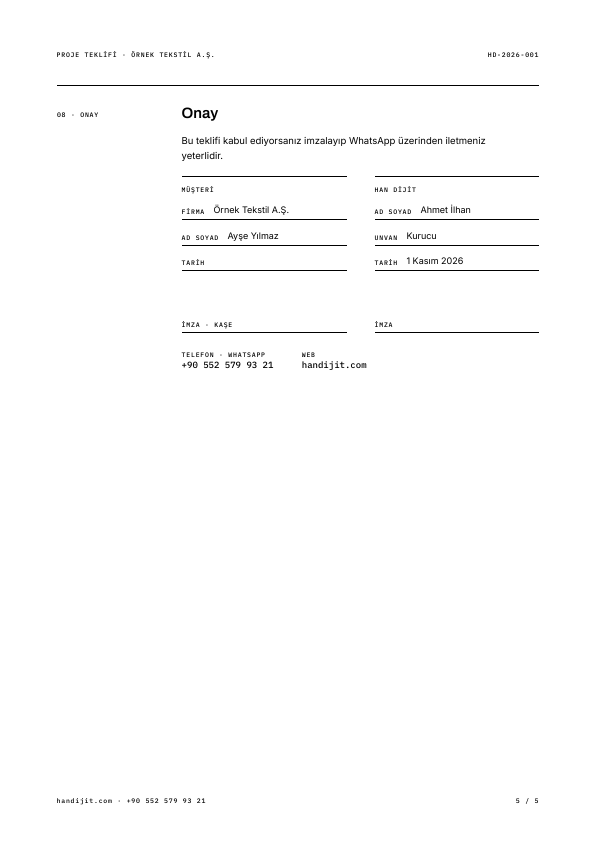 PROJE TEKLİFİ · ÖRNEK TEKSTİL A.Ş.
HD-2026-001
08 · ONAY
Onay
Bu teklifi kabul ediyorsanız imzalayıp WhatsApp üzerinden iletmeniz
yeterlidir.
MÜŞTERİ
FİRMA Örnek Tekstil A.Ş.
AD SOYAD Ayşe Yılmaz
TARİH
İMZA · KAŞE
HAN DİJİT
AD SOYAD Ahmet İlhan
UNVAN Kurucu
TARİH 1 Kasım 2026
İMZA
TELEFON · WHATSAPP
+90 552 579 93 21
WEB
handijit.com
handijit.com · +90 552 579 93 21
5 / 5